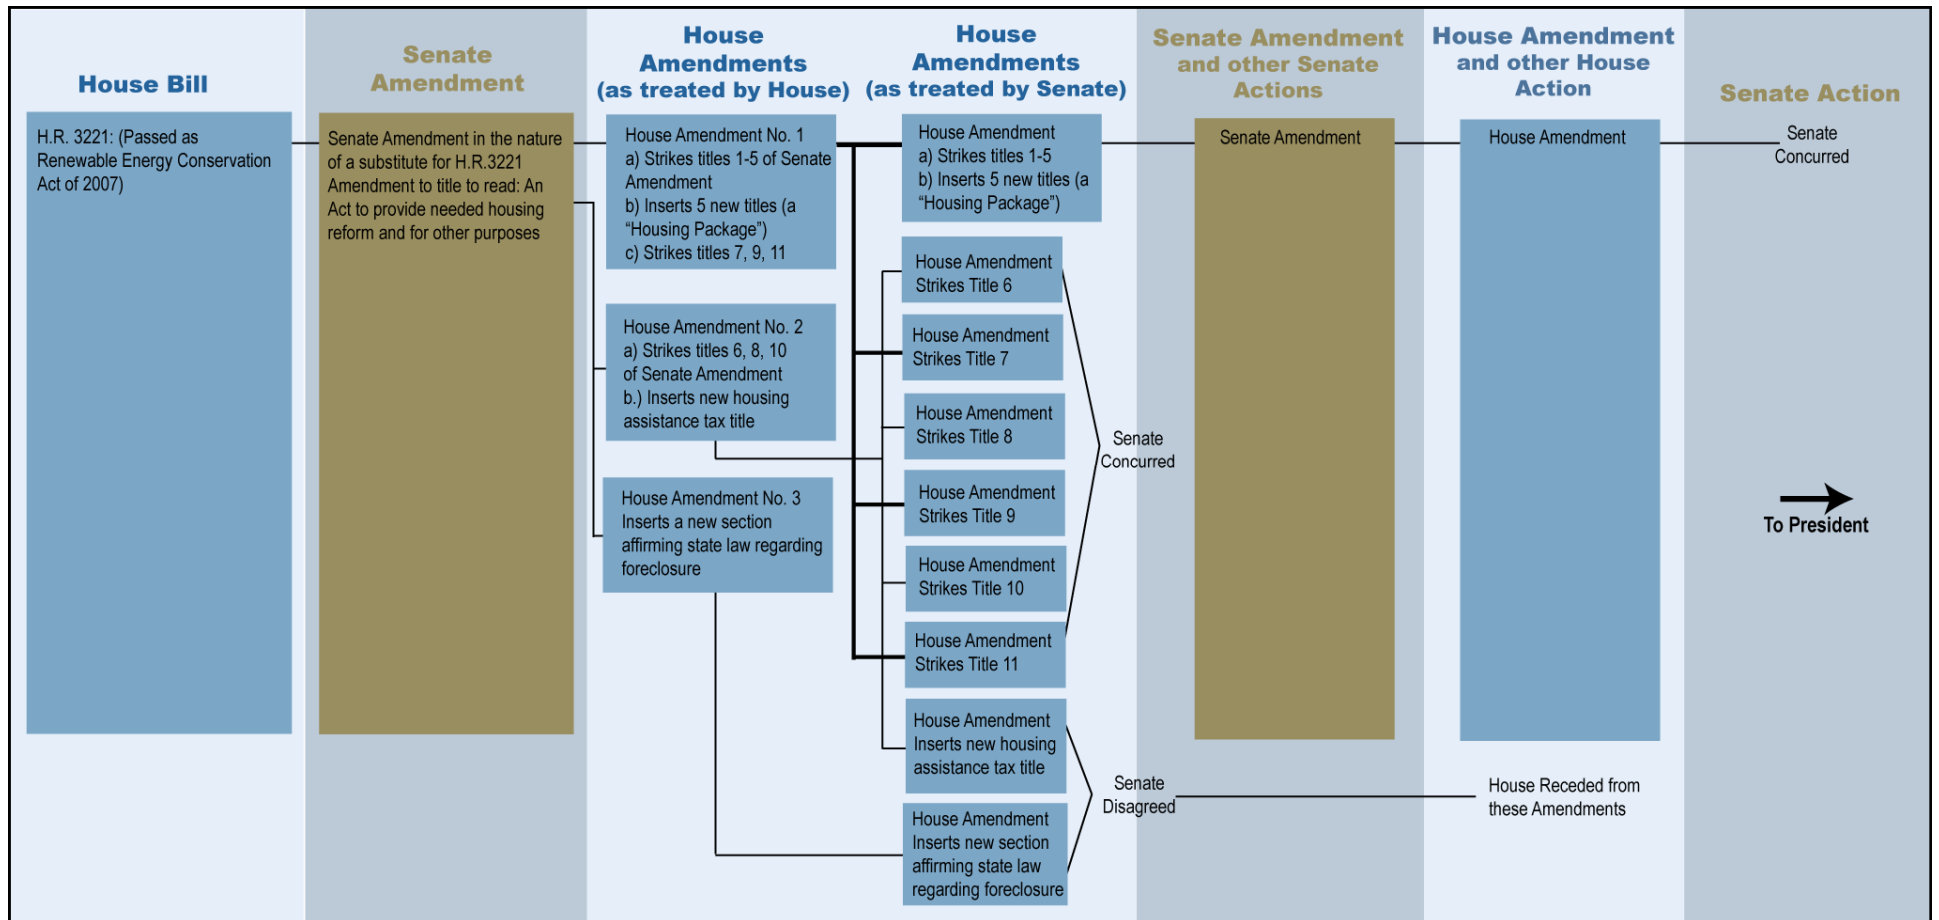 House Bill
H.R. 3221: (Passed as
Renewable Energy Conservation
Act of 2007)
Senate
Amendment
Senate Amendment in the nature
of a substitute for H.R.3221
Amendment to title to read: An
Act to provide needed housing
reform and for other purposes
House
Amendments
(as treated by House)
House Amendment No. 1
a) Strikes titles 1-5 of Senate
Amendment
b) Inserts 5 new titles (a
“Housing Package”)
c) Strikes titles 7, 9, 11
House Amendment No. 2
a) Strikes titles 6, 8, 10
of Senate Amendment
b.) Inserts new housing
assistance tax title
House Amendment No. 3
Inserts a new section
affirming state law regarding
foreclosure
House
Amendments
(as treated by Senate)
House Amendment
a) Strikes titles 1-5
b) Inserts 5 new titles (a
“Housing Package”)
House Amendment
Strikes Title 6
House Amendment
Strikes Title 7
House Amendment
Strikes Title 8
House Amendment
Strikes Title 9
House Amendment
Strikes Title 10
House Amendment
Strikes Title 11
House Amendment
Inserts new housing
assistance tax title
House Amendment
Inserts new section
affirming state law
regarding foreclosure
Senate
Concurred
Senate
Disagreed
Senate Amendment
and other Senate
Actions
Senate Amendment
House Amendment
and other House
Action
House Amendment
House Receded from
these Amendments
Senate Action
Senate
Concurred
To President